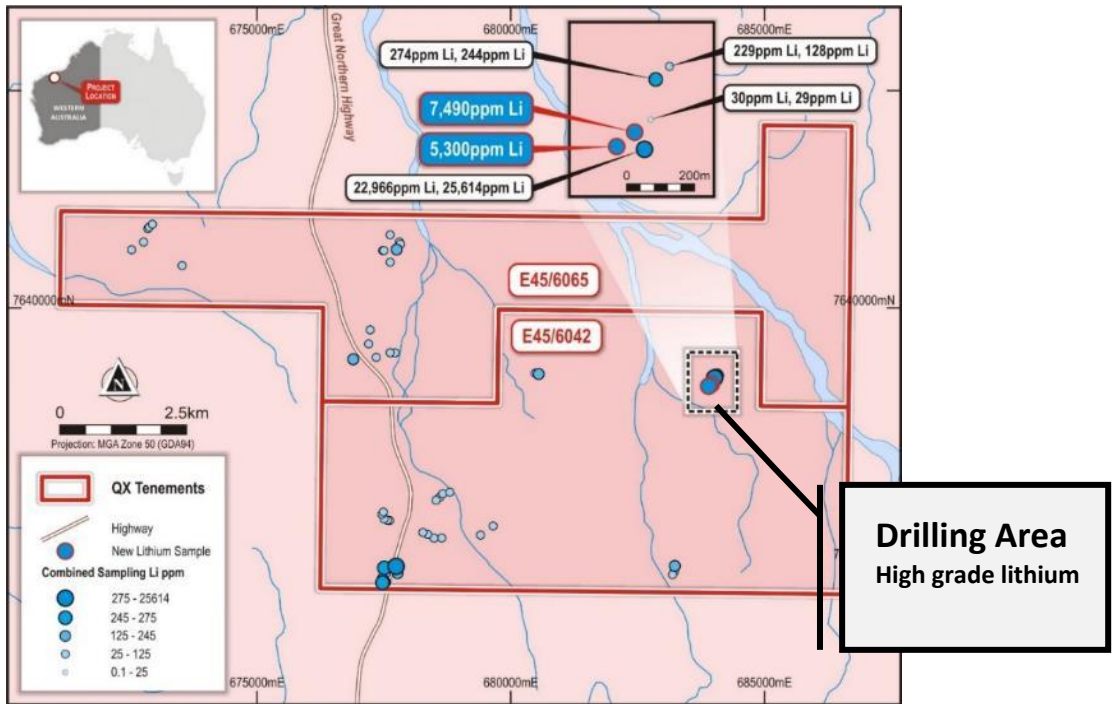 675000mE
680000mE
685000mE
Great Northern Highway
PROJECT
LOCATION
WESTERN
AUSTRALIA
274ppm Li, 244ppm Li
229ppm Li, 128ppm Li
7,490ppm Li
30ppm Li, 29ppm Li
5,300ppm Li
22,966ppm Li, 25,614ppm Li
0 200m
E45/6065
7640000mN
7640000mN
E45/6042
N
0 2.5km
Projection: MGA Zone 50 (GDA94)
QX Tenements
Highway
New Lithium Sample
Combined Sampling Li ppm
275 - 25614
245 - 275
125 - 245
25 - 125
0.1 - 25
Drilling Area
High grade lithium
675000mE
680000mE
685000mE